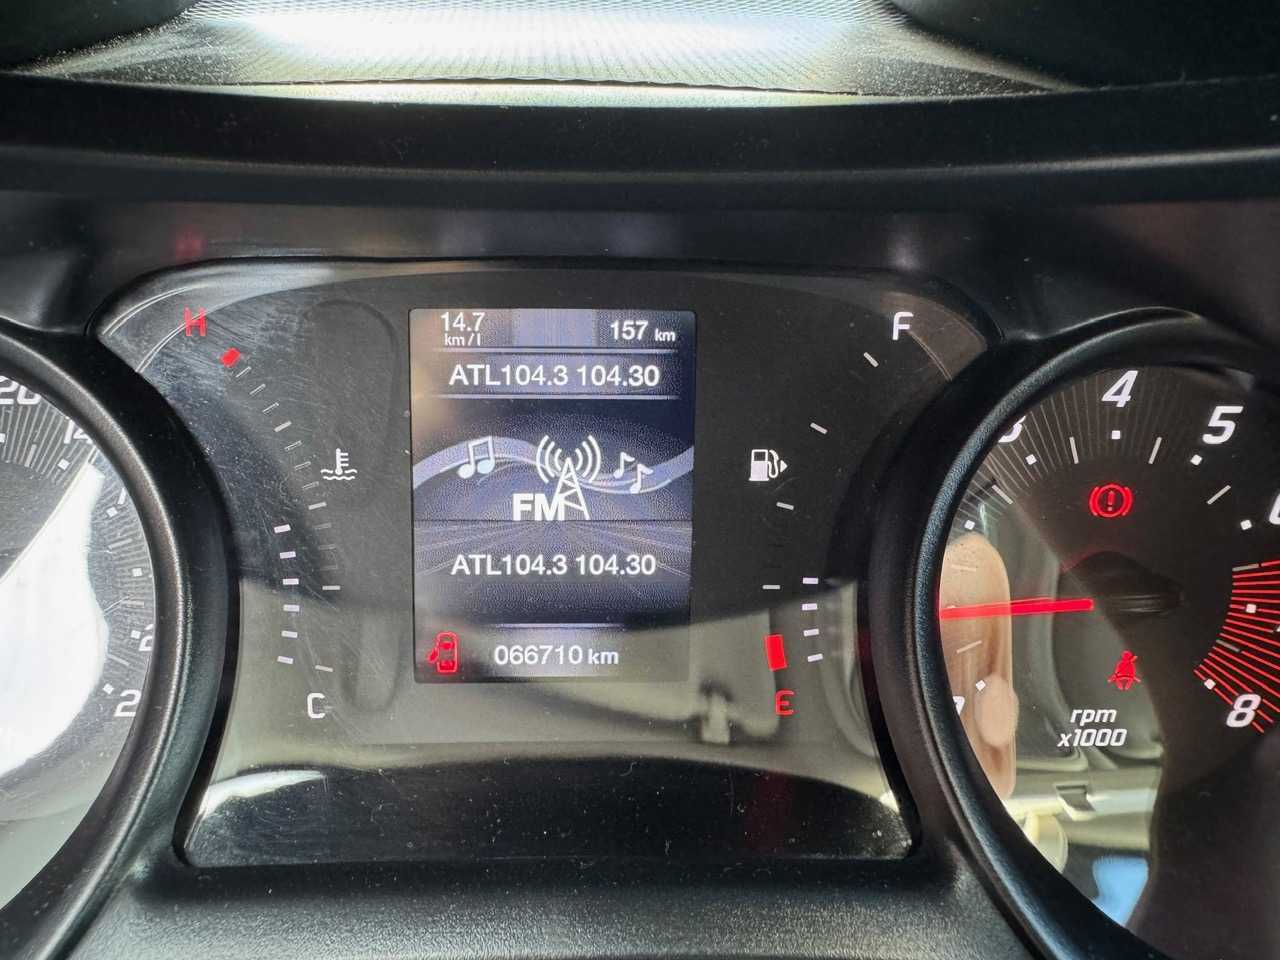 H
14.7
km/l
157 km
F
ATL104.3 104.30
FM
ATL104.3 104.30
066710 km
C
E
4
5
8
rpm
x1000